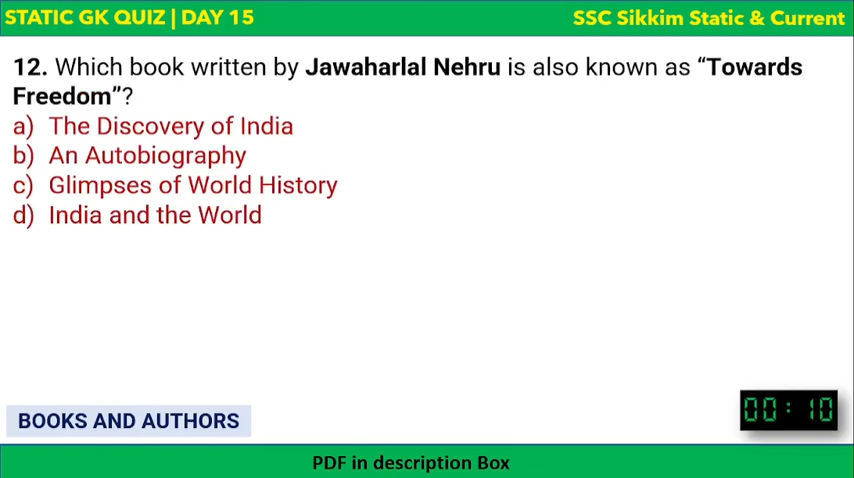 STATIC GK QUIZ | DAY 15
SSC Sikkim Static & Current
12. Which book written by Jawaharlal Nehru is also known as “Towards
Freedom”?
a) The Discovery of India
b) An Autobiography
c) Glimpses of World History
d) India and the World
BOOKS AND AUTHORS
00:10
PDF in description Box